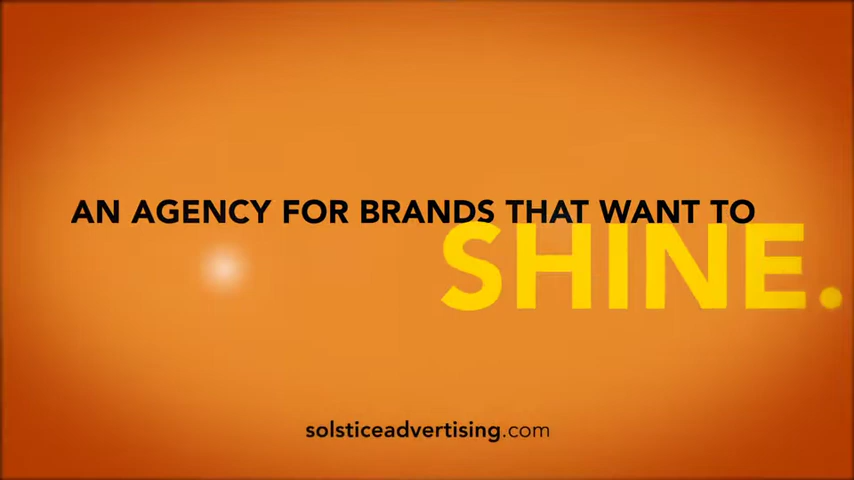 AN AGENCY FOR BRANDS THAT WANT TO
SHINE.
solsticeadvertising.com